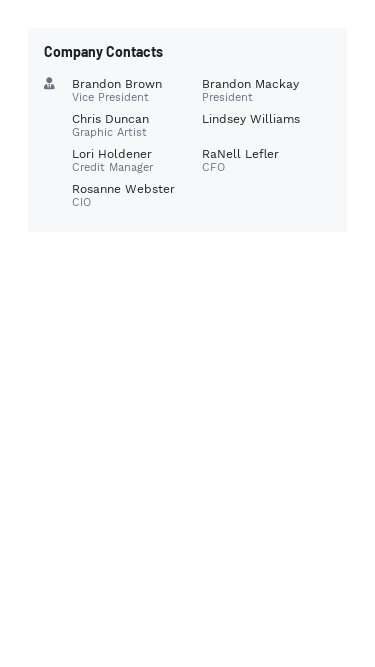 Company Contacts
Brandon Brown
Vice President
Brandon Mackay
President
Chris Duncan
Graphic Artist
Lindsey Williams
Lori Holdener
Credit Manager
RaNell Lefler
CFO
Rosanne Webster
CIO